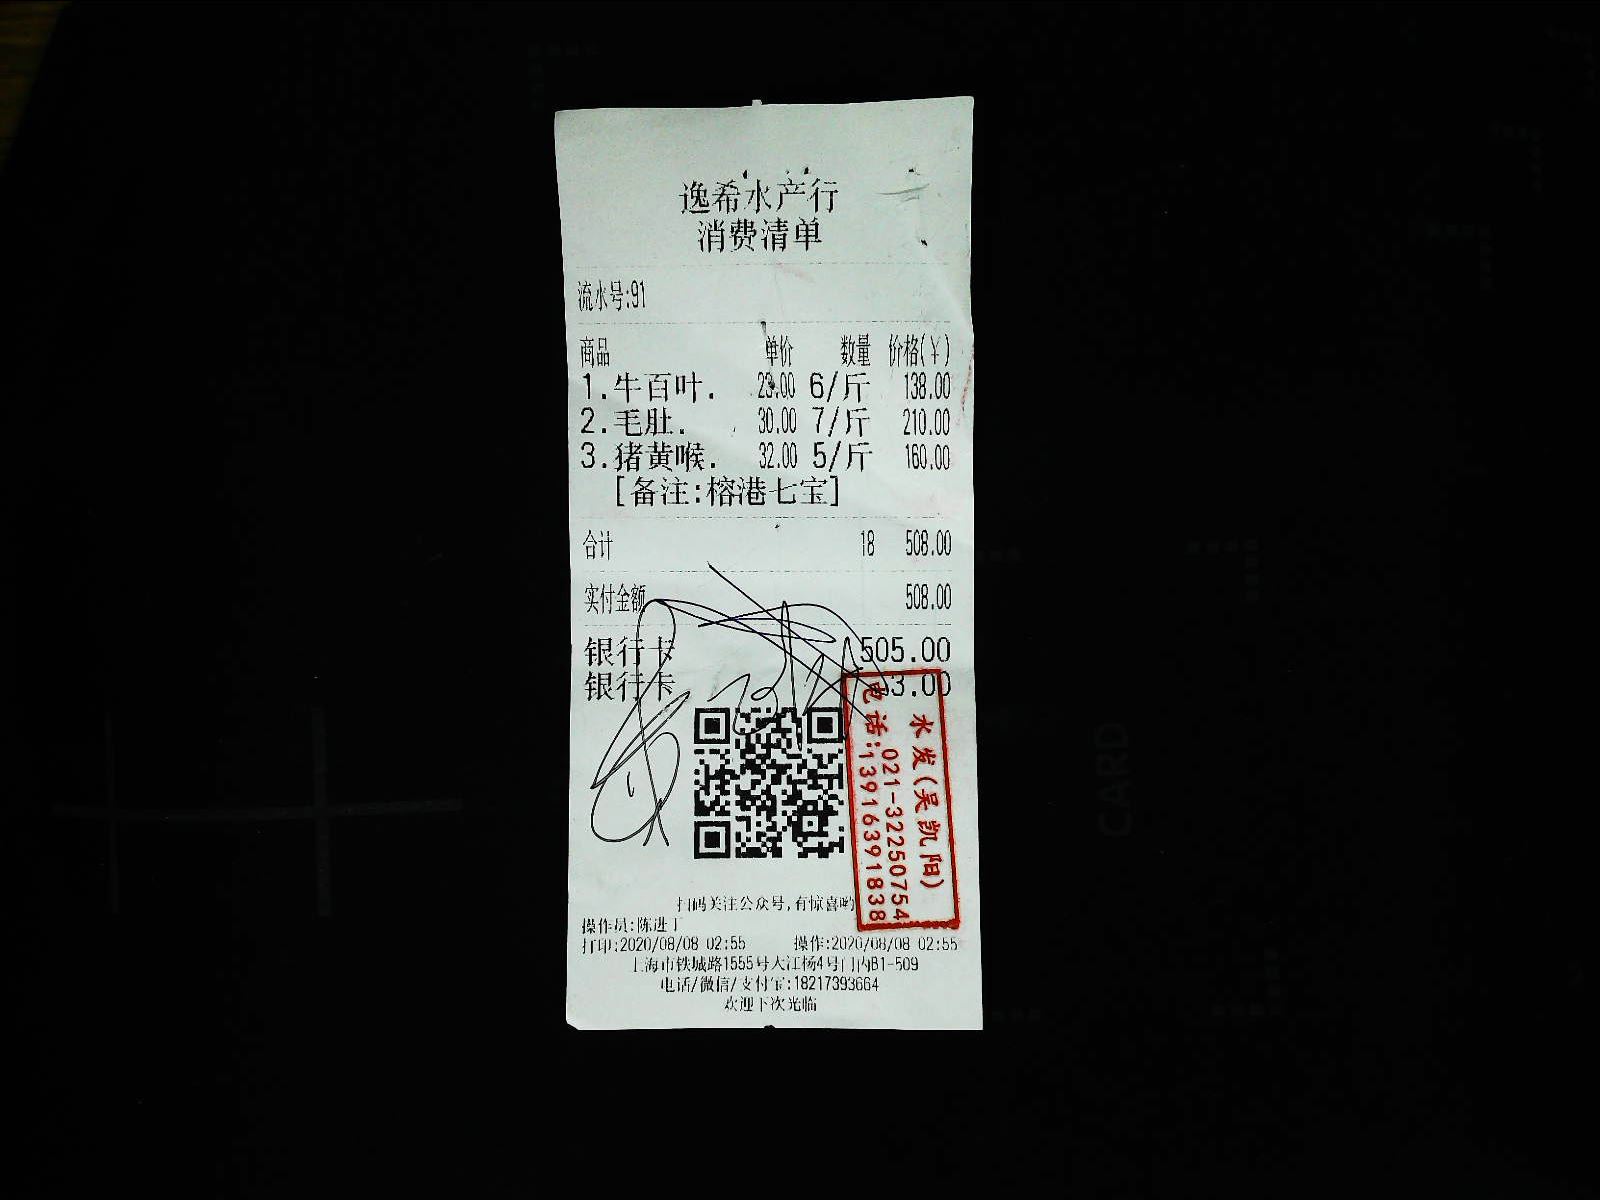 逸希水产行
消费清单
流水号:91
商品 单价 数量 价格(¥)
1.牛百叶. 23.00 6/斤 138.00
2.毛肚. 30.00 7/斤 210.00
3.猪黄喉. 32.00 5/斤 160.00
[备注:榕港七宝]
合计 18 508.00
实付金额 508.00
银行卡 505.00
银行卡 3.00
水发(吴凯阳)
021-32250754
电话:13916391838
扫码关注公众号,有惊喜哟
操作员:陈进丁
打印:2020/08/08 02:55 操作:2020/08/08 02:55
上海市铁城路1555号大江杨4号门内B1-509
电话/微信/支付宝:18217393664
欢迎下次光临
CARD